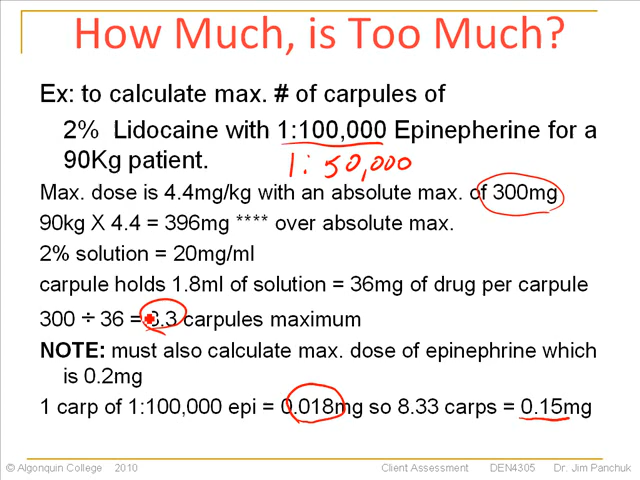 How Much, is Too Much?
Ex: to calculate max. # of carpules of
2% Lidocaine with 1:100,000 Epinepherine for a
90Kg patient.
1:50,000
Max. dose is 4.4mg/kg with an absolute max. of 300mg
90kg X 4.4 = 396mg **** over absolute max.
2% solution = 20mg/ml
carpule holds 1.8ml of solution = 36mg of drug per carpule
300 ÷ 36 = 8.3 carpules maximum
NOTE: must also calculate max. dose of epinephrine which
is 0.2mg
1 carp of 1:100,000 epi = 0.018mg so 8.33 carps = 0.15mg
© Algonquin College 2010 Client Assessment DEN4305 Dr. Jim Panchuk